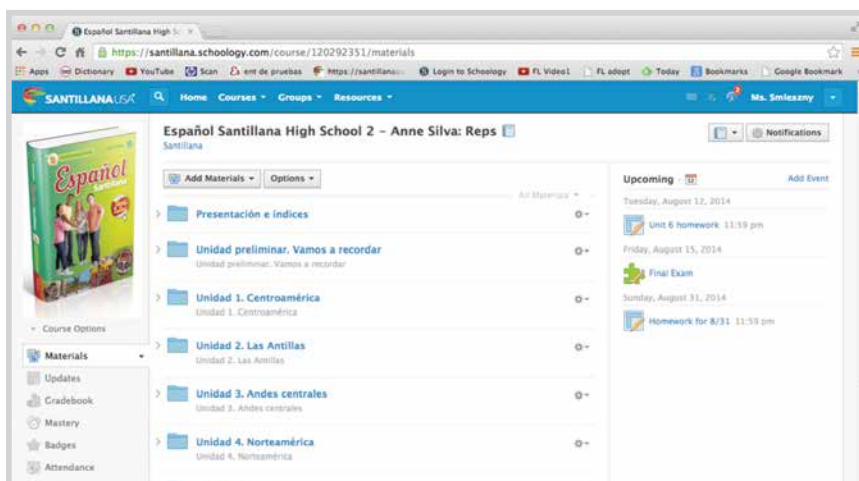 Español Santillana High Sc
https://santillana.schoology.com/course/120292351/materials
Apps Dictionary YouTube Scan ent de pruebas https://santillana Login to Schoology FL Video1 FL adopt Today Bookmarks Google Bookmark
SANTILLANA USA Home Courses Groups Resources 2 Ms. Smieszny
Español Santillana High School 2 – Anne Silva: Reps
Santillana
Notifications
Español
Santillana
Add Materials Options
All Materials
Presentación e índices
Unidad preliminar. Vamos a recordar
Unidad preliminar. Vamos a recordar
Unidad 1. Centroamérica
Unidad 1. Centroamérica
Unidad 2. Las Antillas
Unidad 2. Las Antillas
Unidad 3. Andes centrales
Unidad 3. Andes centrales
Unidad 4. Norteamérica
Unidad 4. Norteamérica
Course Options
Materials
Updates
Gradebook
Mastery
Badges
Attendance
Upcoming 12 Add Event
Tuesday, August 12, 2014
Unit 6 homework 11:59 pm
Friday, August 15, 2014
Final Exam
Sunday, August 31, 2014
Homework for 8/31 11:59 pm